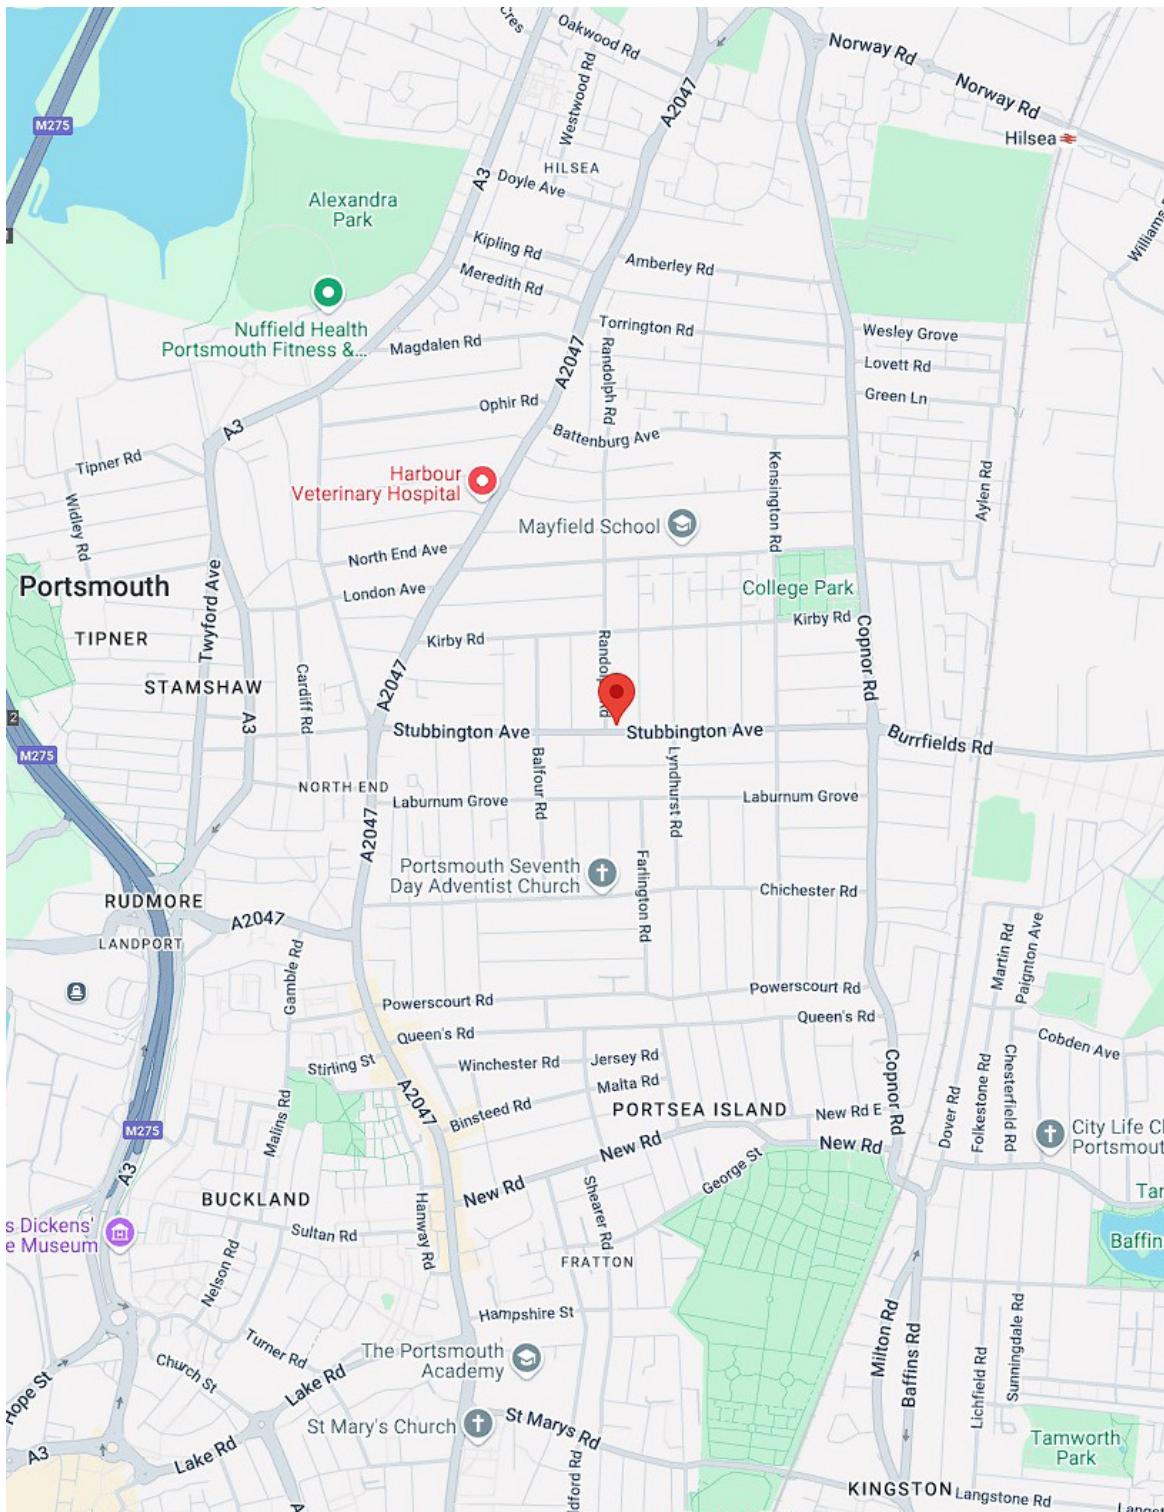 Cres
Oakwood Rd
Norway Rd
Norway Rd
A2047
Westwood Rd
M275
Hilsea
HILSEA
A3
Doyle Ave
Alexandra
Park
Kipling Rd
Meredith Rd
Amberley Rd
Nuffield Health
Portsmouth Fitness &...
Magdalen Rd
A2047
Torrington Rd
Randolph Rd
Wesley Grove
Lovett Rd
Green Ln
Ophir Rd
A3
Battenburg Ave
Tipner Rd
Harbour
Veterinary Hospital
Kensington Rd
Aylen Rd
Widley Rd
Mayfield School
North End Ave
Portsmouth
London Ave
College Park
Twyford Ave
TIPNER
Kirby Rd
Kirby Rd
Copnor Rd
STAMSHAW
Cardiff Rd
A2047
2
A3
Stubbington Ave
Stubbington Ave
Burrfields Rd
M275
NORTH END
Balfour Rd
Lyndhurst Rd
Laburnum Grove
Laburnum Grove
A2047
Portsmouth Seventh
Day Adventist Church
Farlington Rd
Chichester Rd
RUDMORE
A2047
LANDPORT
Gamble Rd
Martin Rd
Paignton Ave
Powerscourt Rd
Powerscourt Rd
Queen's Rd
Queen's Rd
Cobden Ave
Stirling St
Winchester Rd
Jersey Rd
Malta Rd
A2047
Binsteed Rd
PORTSEA ISLAND
New Rd E
Copnor Rd
Dover Rd
Folkestone Rd
Chesterfield Rd
Malins Rd
M275
City Life C
Portsmout
New Rd
New Rd
A3
BUCKLAND
New Rd
George St
Hanway Rd
Shearer Rd
Tar
s Dickens'
e Museum
Sultan Rd
Baffin
Nelson Rd
FRATTON
Hampshire St
Milton Rd
Baffins Rd
Sunningdale Rd
Lichfield Rd
Turner Rd
The Portsmouth
Academy
Church St
Lake Rd
Hope St
St Mary's Church
St Marys Rd
Tamworth
Park
Lake Rd
A3
KINGSTON
Langstone Rd